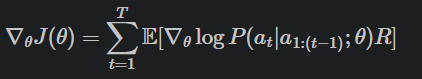 ∇_θ J(θ) = ∑_{t=1}^{T} 𝔼[∇_θ log P(a_t|a_{1:(t−1)}; θ)R]